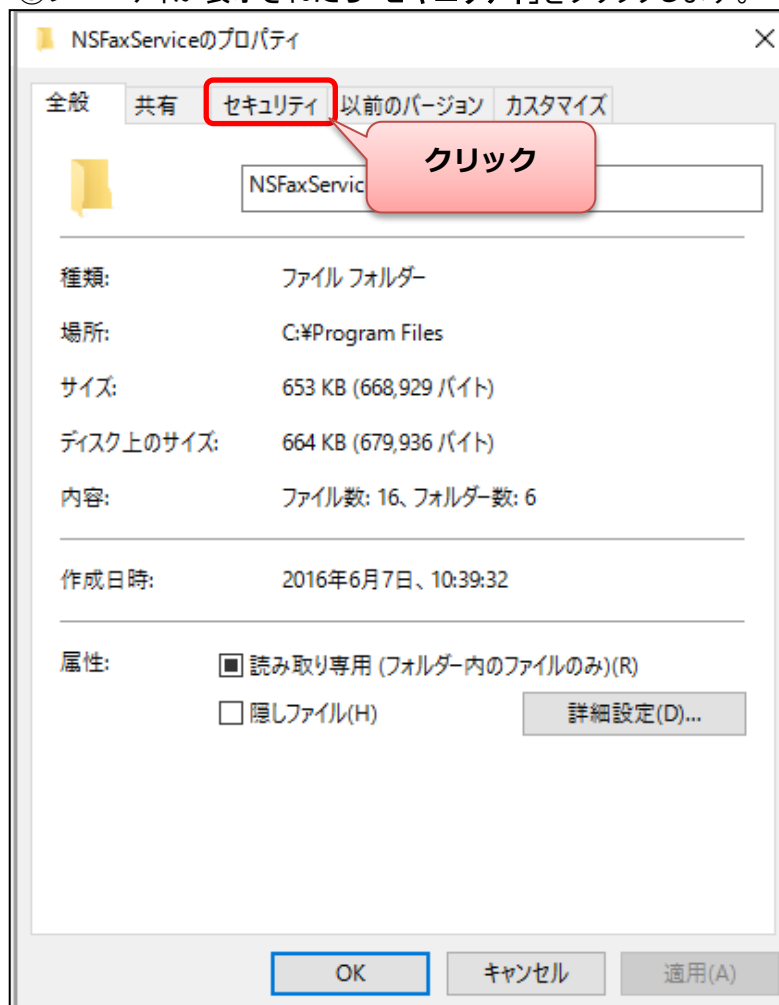 NSFaxServiceのプロパティ
全般 共有 セキュリティ 以前のバージョン カスタマイズ
クリック
NSFaxServic
種類: ファイル フォルダー
場所: C:¥Program Files
サイズ: 653 KB (668,929 バイト)
ディスク上のサイズ: 664 KB (679,936 バイト)
内容: ファイル数: 16、フォルダー数: 6
作成日時: 2016年6月7日、10:39:32
属性: 読み取り専用 (フォルダー内のファイルのみ)(R)
隠しファイル(H) 詳細設定(D)...
OK キャンセル 適用(A)